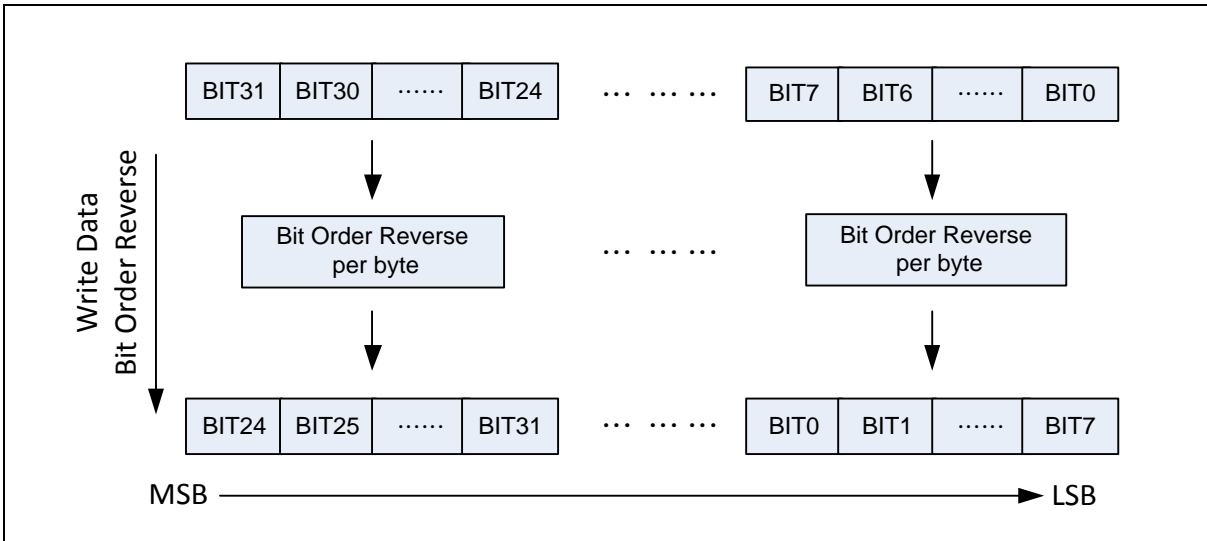 BIT31 BIT30 ······ BIT24 ··· ··· ··· BIT7 BIT6 ······ BIT0
Write Data
Bit Order Reverse
Bit Order Reverse
per byte
··· ··· ···
Bit Order Reverse
per byte
BIT24 BIT25 ······ BIT31 ··· ··· ··· BIT0 BIT1 ······ BIT7
MSB LSB